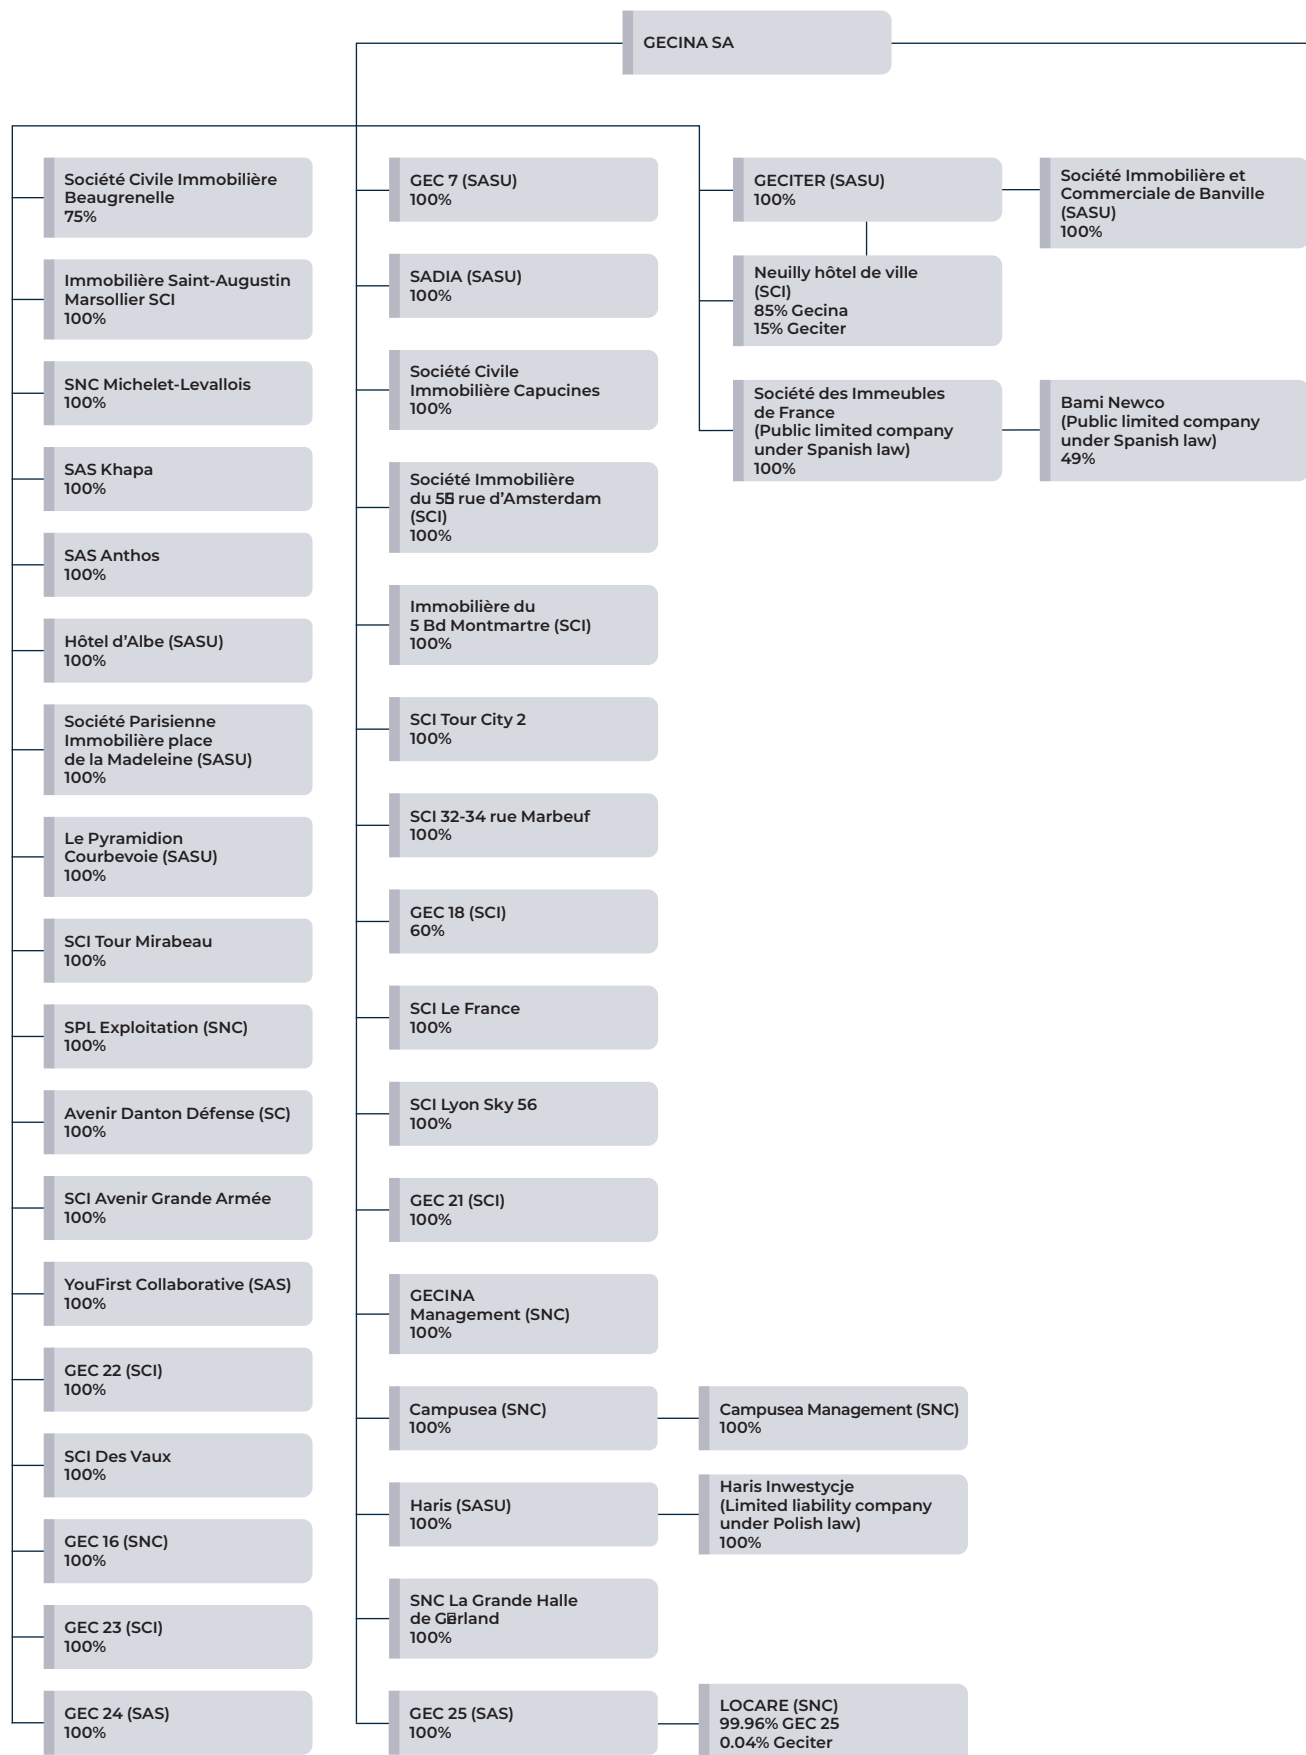 GECINA SA
Société Civile Immobilière
Beaugrenelle
75%
Immobilière Saint-Augustin
Marsollier SCI
100%
SNC Michelet-Levallois
100%
SAS Khapa
100%
SAS Anthos
100%
Hôtel d’Albe (SASU)
100%
Société Parisienne
Immobilière place
de la Madeleine (SASU)
100%
Le Pyramidion
Courbevoie (SASU)
100%
SCI Tour Mirabeau
100%
SPL Exploitation (SNC)
100%
Avenir Danton Défense (SC)
100%
SCI Avenir Grande Armée
100%
YouFirst Collaborative (SAS)
100%
GEC 22 (SCI)
100%
SCI Des Vaux
100%
GEC 16 (SNC)
100%
GEC 23 (SCI)
100%
GEC 24 (SAS)
100%
GEC 7 (SASU)
100%
SADIA (SASU)
100%
Société Civile
Immobilière Capucines
100%
Société Immobilière
du 55 rue d’Amsterdam
(SCI)
100%
Immobilière du
5 Bd Montmartre (SCI)
100%
SCI Tour City 2
100%
SCI 32-34 rue Marbeuf
100%
GEC 18 (SCI)
60%
SCI Le France
100%
SCI Lyon Sky 56
100%
GEC 21 (SCI)
100%
GECINA
Management (SNC)
100%
Campusea (SNC)
100%
Campusea Management (SNC)
100%
Haris (SASU)
100%
Haris Inwestycje
(Limited liability company
under Polish law)
100%
SNC La Grande Halle
de Gerland
100%
GEC 25 (SAS)
100%
LOCARE (SNC)
99.96% GEC 25
0.04% Geciter
GECITER (SASU)
100%
Société Immobilière et
Commerciale de Banville
(SASU)
100%
Neuilly hôtel de ville
(SCI)
85% Gecina
15% Geciter
Société des Immeubles
de France
(Public limited company
under Spanish law)
100%
Bami Newco
(Public limited company
under Spanish law)
49%